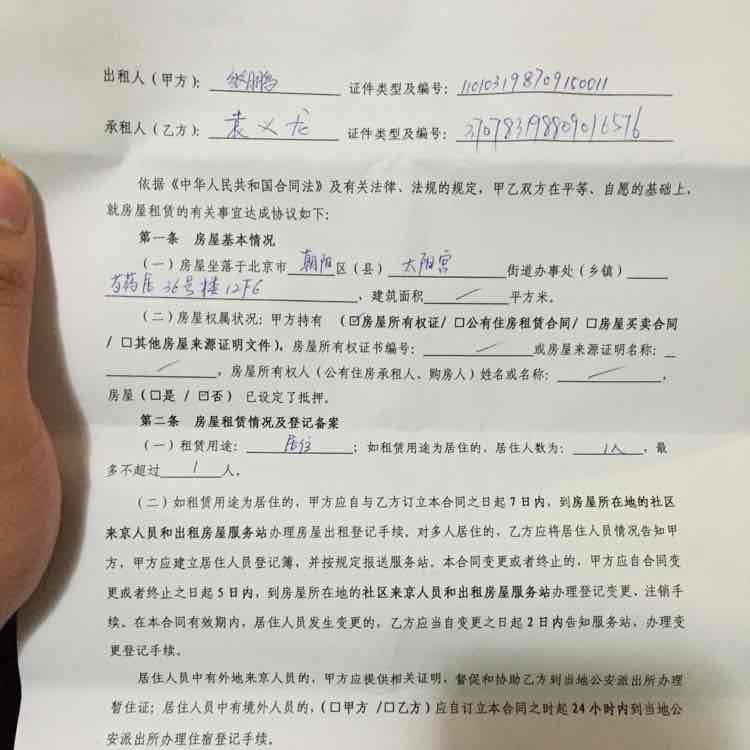 出租人（甲方）： 张鹏 证件类型及编号：110103198709150011
承租人（乙方）： 袁义龙 证件类型及编号：370783198809016576
依据《中华人民共和国合同法》及有关法律、法规的规定，甲乙双方在平等、自愿的基础上，
就房屋租赁的有关事宜达成协议如下：
第一条 房屋基本情况
（一）房屋坐落于北京市 朝阳 区（县） 太阳宫 街道办事处（乡镇）
芍药居 36号楼 12F6 ，建筑面积 / 平方米。
（二）房屋权属状况：甲方持有（☑房屋所有权证/ □公有住房租赁合同/ □房屋买卖合同
/ □其他房屋来源证明文件），房屋所有权证书编号： / 或房屋来源证明名称：
/ ，房屋所有权人（公有住房承租人、购房人）姓名或名称： / ，
房屋（□是 / ☑否）已设定了抵押。
第二条 房屋租赁情况及登记备案
（一）租赁用途： 居住 ；如租赁用途为居住的，居住人数为： 1人 ，最
多不超过 1 人。
（二）如租赁用途为居住的，甲方应自与乙方订立本合同之日起 7 日内，到房屋所在地的社区
来京人员和出租房屋服务站办理房屋出租登记手续。对多人居住的，乙方应将居住人员情况告知甲
方，甲方应建立居住人员登记簿，并按规定报送服务站。本合同变更或者终止的，甲方应自合同变
更或者终止之日起 5 日内，到房屋所在地的社区来京人员和出租房屋服务站办理登记变更、注销手
续。在本合同有效期内，居住人员发生变更的，乙方应当自变更之日起 2 日内告知服务站，办理变
更登记手续。
居住人员中有外地来京人员的，甲方应提供相关证明，督促和协助乙方到当地公安派出所办理
暂住证；居住人员中有境外人员的，（□甲方 /□乙方）应自订立本合同之时起 24 小时内到当地公
安派出所办理住宿登记手续。